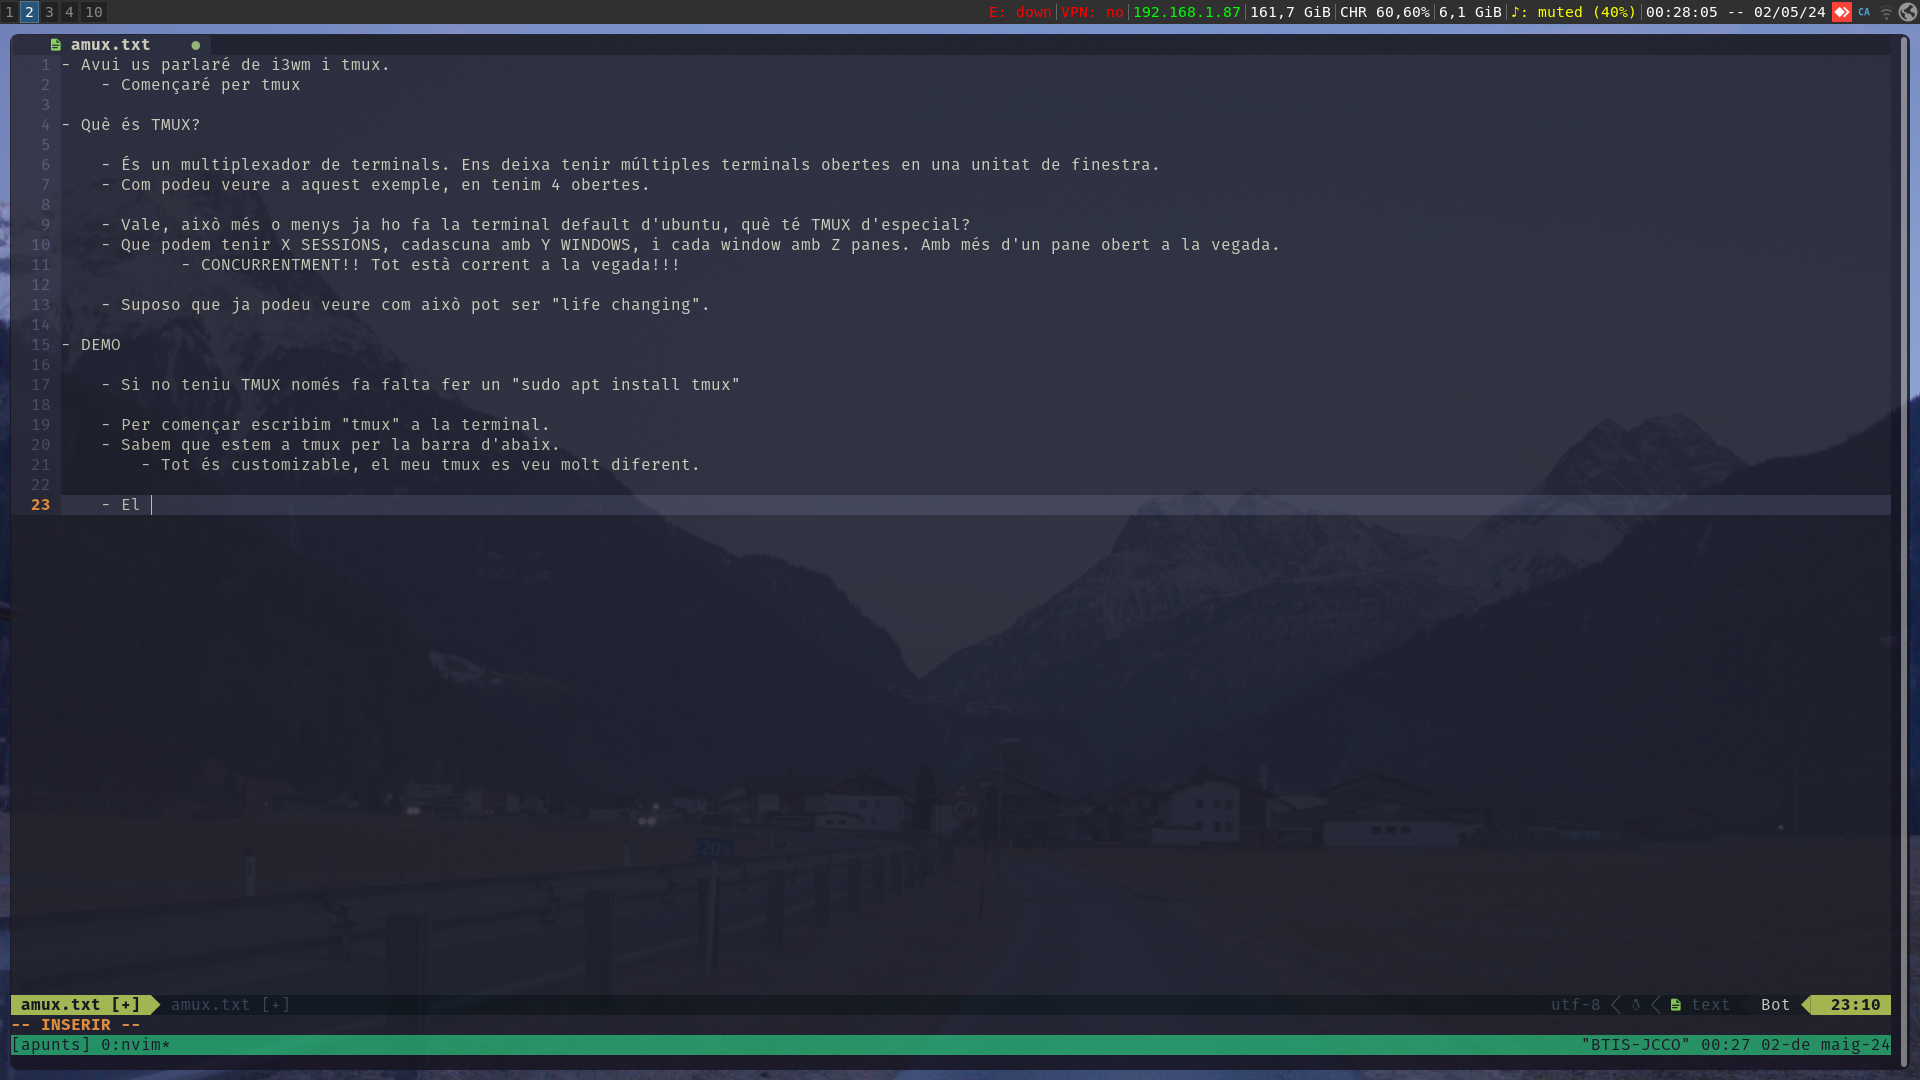 1 2 3 4 10 E: down|VPN: no|192.168.1.87|161,7 GiB|CHR 60,60%|6,1 GiB|♪: muted (40%)|00:28:05 -- 02/05/24 CA
amux.txt ●
1 - Avui us parlaré de i3wm i tmux.
2 - Començaré per tmux
3
4 - Què és TMUX?
5
6 - És un multiplexador de terminals. Ens deixa tenir múltiples terminals obertes en una unitat de finestra.
7 - Com podeu veure a aquest exemple, en tenim 4 obertes.
8
9 - Vale, això més o menys ja ho fa la terminal default d'ubuntu, què té TMUX d'especial?
10 - Que podem tenir X SESSIONS, cadascuna amb Y WINDOWS, i cada window amb Z panes. Amb més d'un pane obert a la vegada.
11 - CONCURRENTMENT!! Tot està corrent a la vegada!!!
12
13 - Suposo que ja podeu veure com això pot ser "life changing".
14
15 - DEMO
16
17 - Si no teniu TMUX només fa falta fer un "sudo apt install tmux"
18
19 - Per començar escribim "tmux" a la terminal.
20 - Sabem que estem a tmux per la barra d'abaix.
21 - Tot és customizable, el meu tmux es veu molt diferent.
22
23 - El
amux.txt [+] amux.txt [+] utf-8 text Bot 23:10
-- INSERIR --
[apunts] 0:nvim* "BTIS-JCCO" 00:27 02-de maig-24